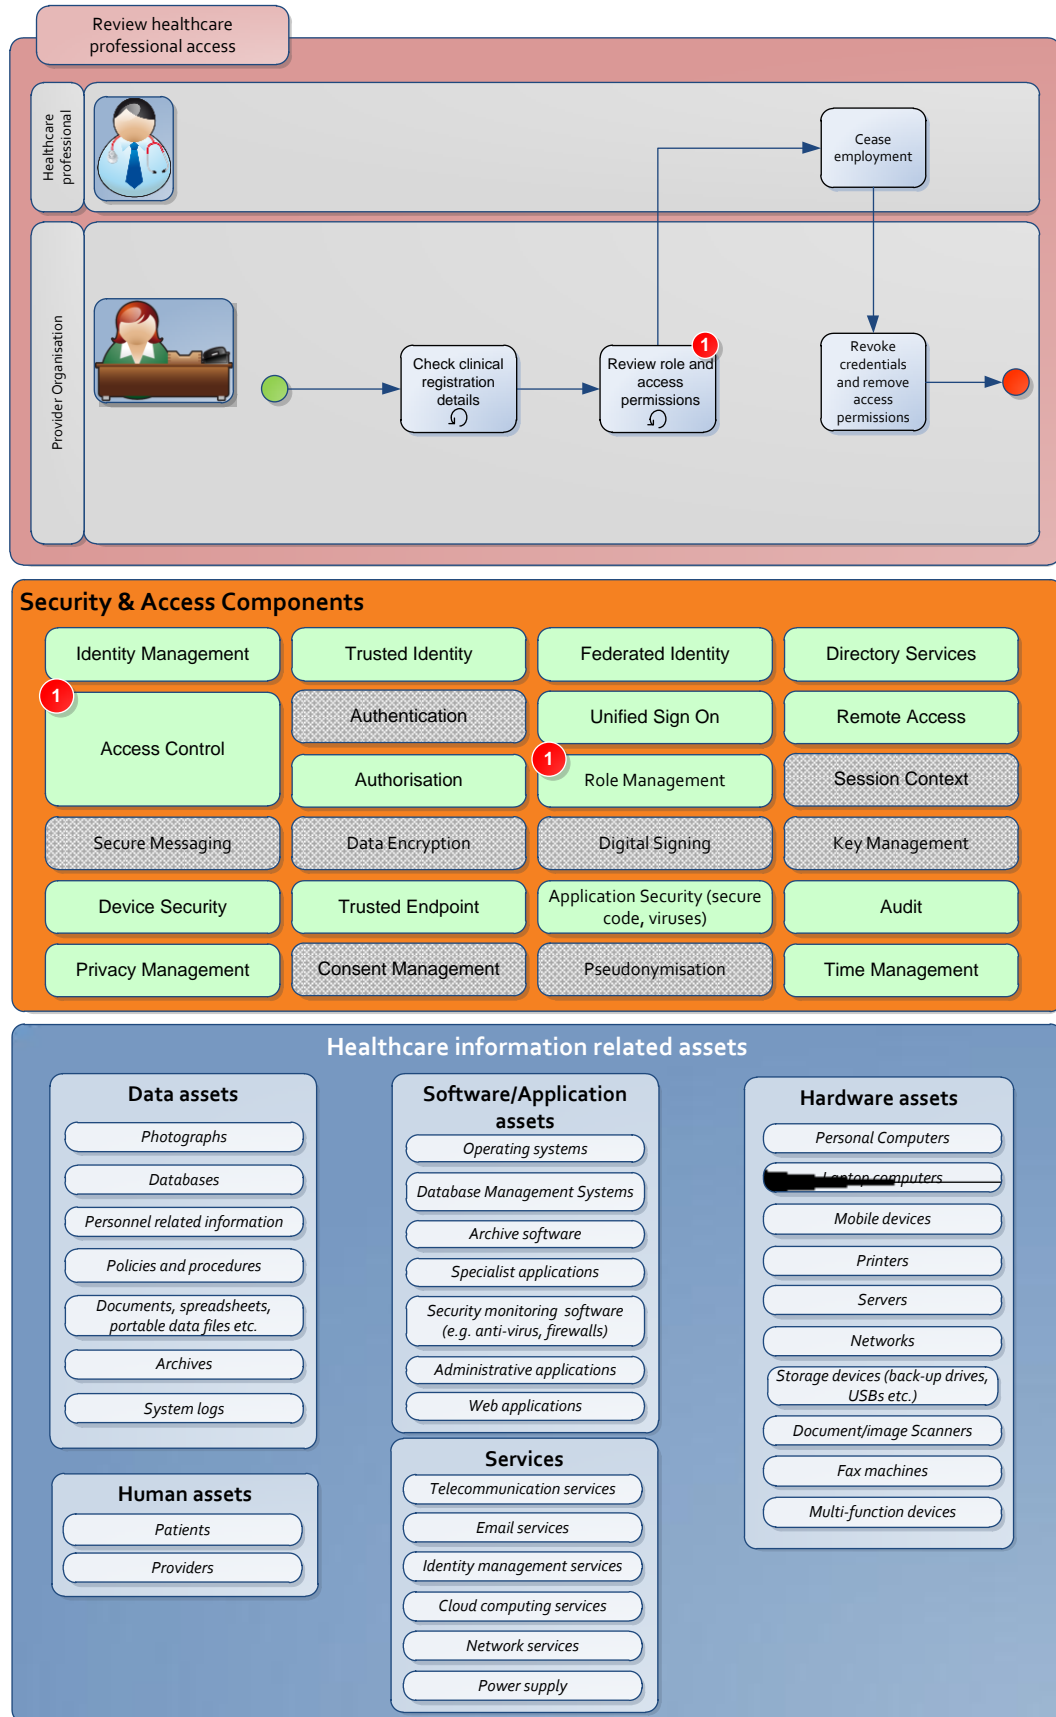 Review healthcare
professional access
Healthcare
professional
Cease
employment
Provider Organisation
Check clinical
registration
details
1
Review role and
access
permissions
Revoke
credentials
and remove
access
permissions
Security & Access Components
Identity Management
Trusted Identity
Federated Identity
Directory Services
1
Access Control
Authentication
Unified Sign On
Remote Access
Authorisation
1
Role Management
Session Context
Secure Messaging
Data Encryption
Digital Signing
Key Management
Device Security
Trusted Endpoint
Application Security (secure
code, viruses)
Audit
Privacy Management
Consent Management
Pseudonymisation
Time Management
Healthcare information related assets
Data assets
Photographs
Databases
Personnel related information
Policies and procedures
Documents, spreadsheets,
portable data files etc.
Archives
System logs
Human assets
Patients
Providers
Software/Application
assets
Operating systems
Database Management Systems
Archive software
Specialist applications
Security monitoring software
(e.g. anti-virus, firewalls)
Administrative applications
Web applications
Services
Telecommunication services
Email services
Identity management services
Cloud computing services
Network services
Power supply
Hardware assets
Personal Computers
Laptop computers
Mobile devices
Printers
Servers
Networks
Storage devices (back-up drives,
USBs etc.)
Document/image Scanners
Fax machines
Multi-function devices